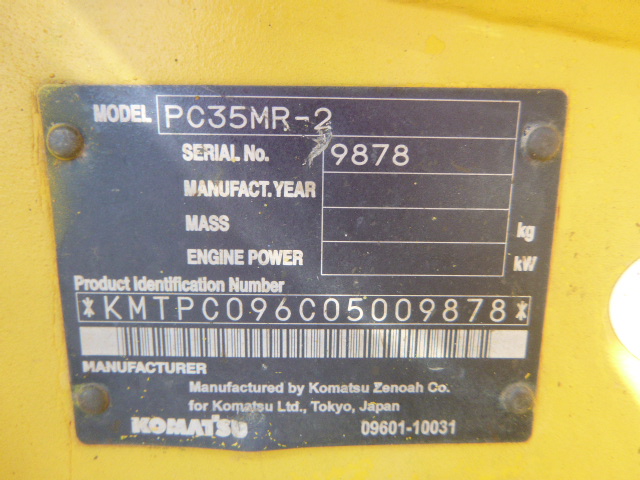 MODEL PC35MR-2
SERIAL No. 9878
MANUFACT. YEAR
MASS kg
ENGINE POWER kW
Product Identification Number
*KMTPC096C05009878*
MANUFACTURER
Manufactured by Komatsu Zenoah Co.
for Komatsu Ltd., Tokyo, Japan
KOMATSU 09601-10031